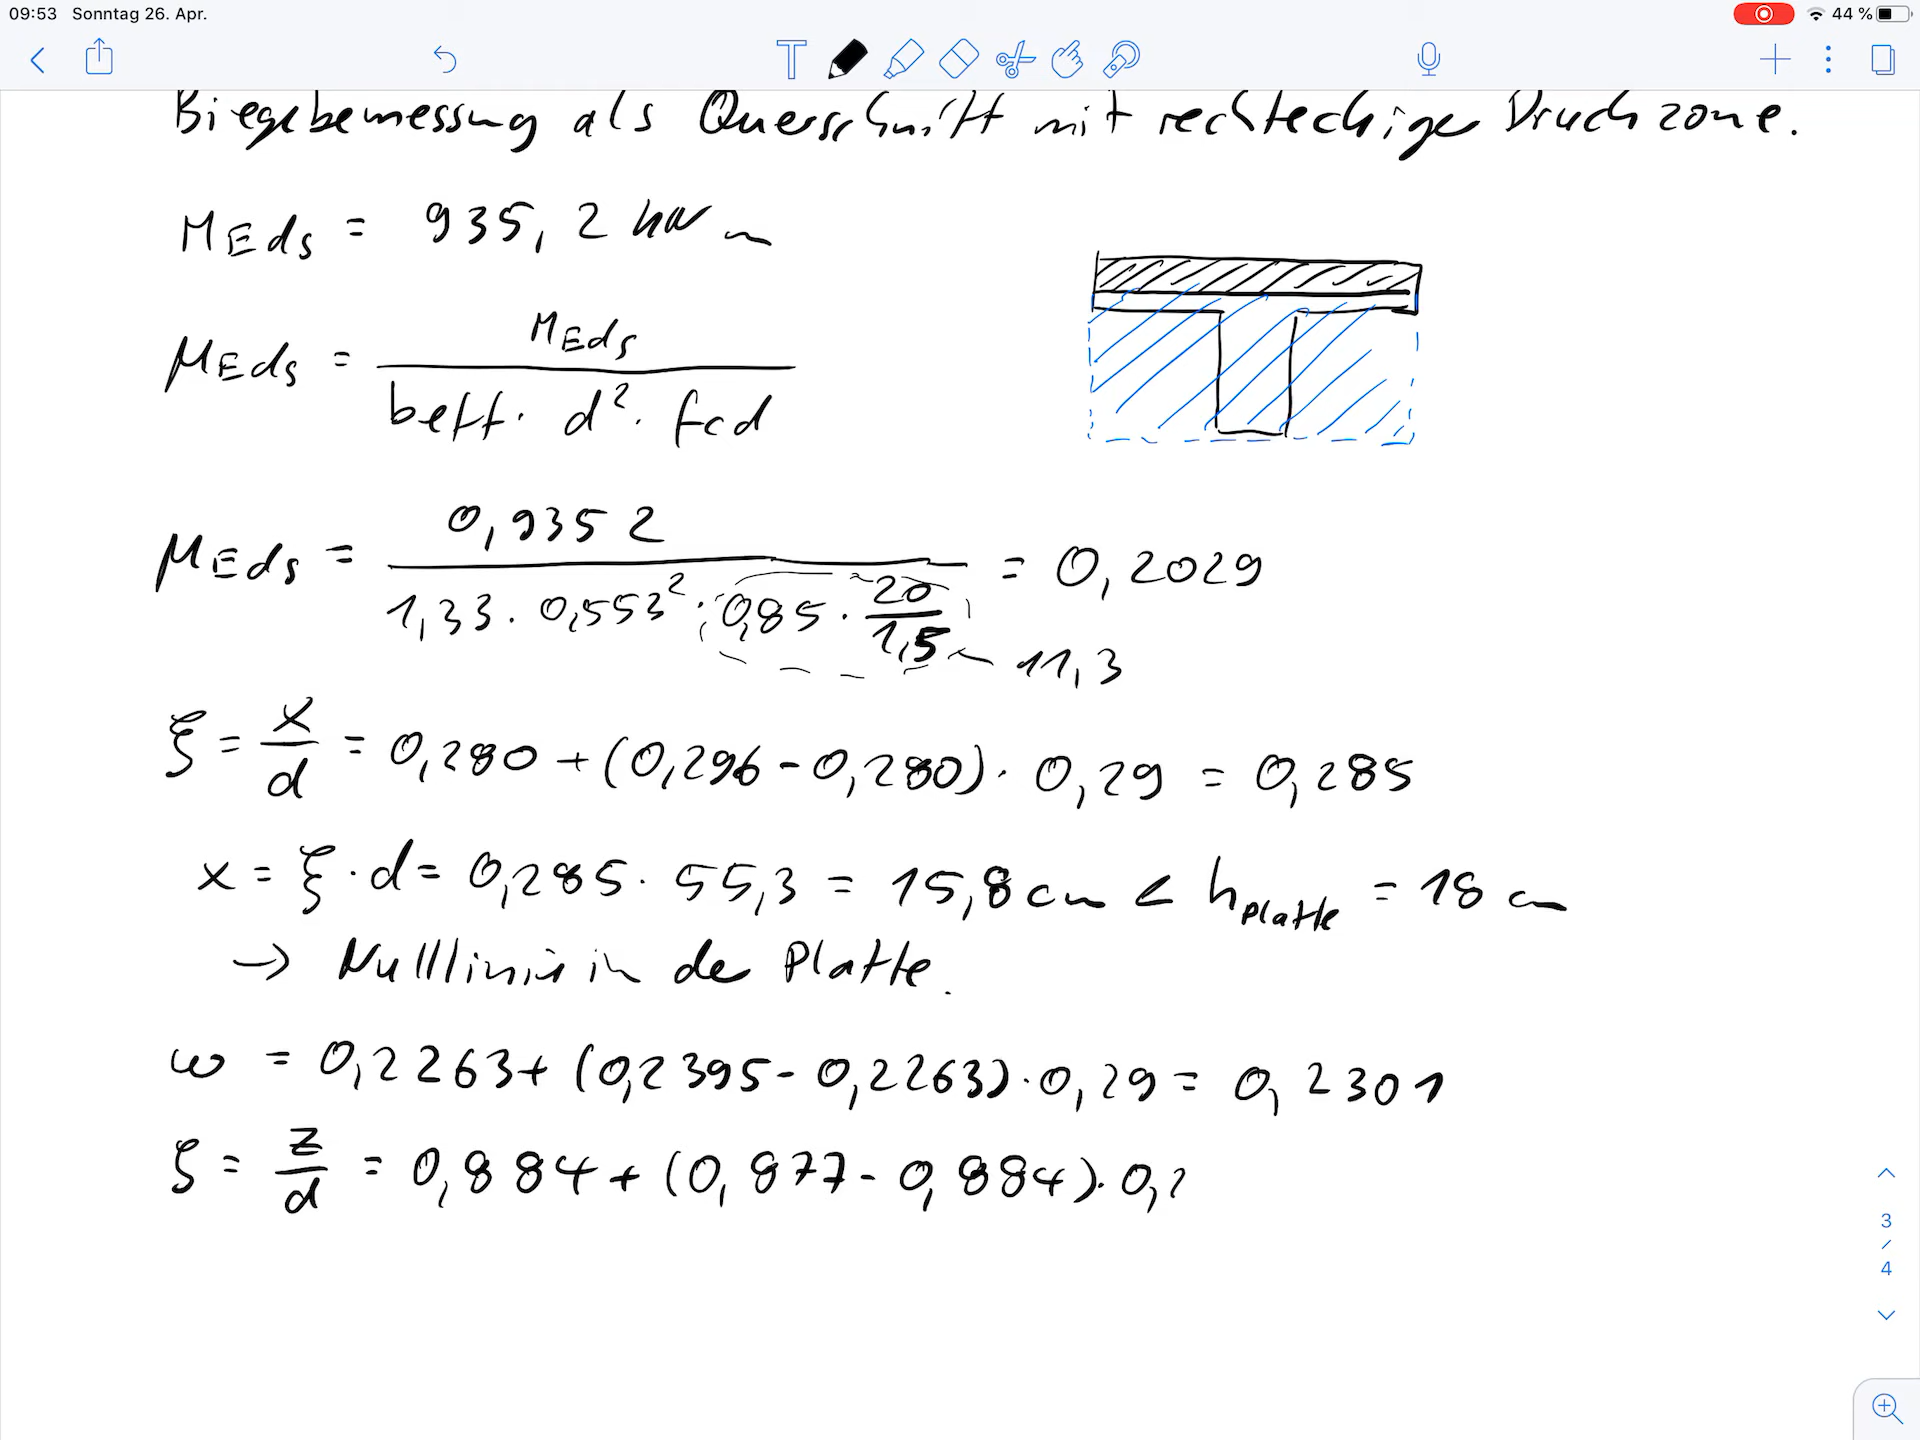 09:53 Sonntag 26. Apr.
44 %
T
Biegebemessung als Querschnitt mit rechteckiger Druckzone.
MEds = 935,2 kNm
μEds = MEds / beff · d² · fcd
μEds = 0,9352 / 1,33 · 0,553² · 0,85 · 20/1,5 = 0,2029
11,3
ξ = x/d = 0,280 + (0,296 - 0,280) · 0,29 = 0,285
x = ξ · d = 0,285 · 55,3 = 15,8 cm < hPlatte = 18 cm
→ Nulllinie in der Platte.
ω = 0,2263 + (0,2395 - 0,2263) · 0,29 = 0,2301
ζ = z/d = 0,884 + (0,877 - 0,884) · 0,2
3
/
4